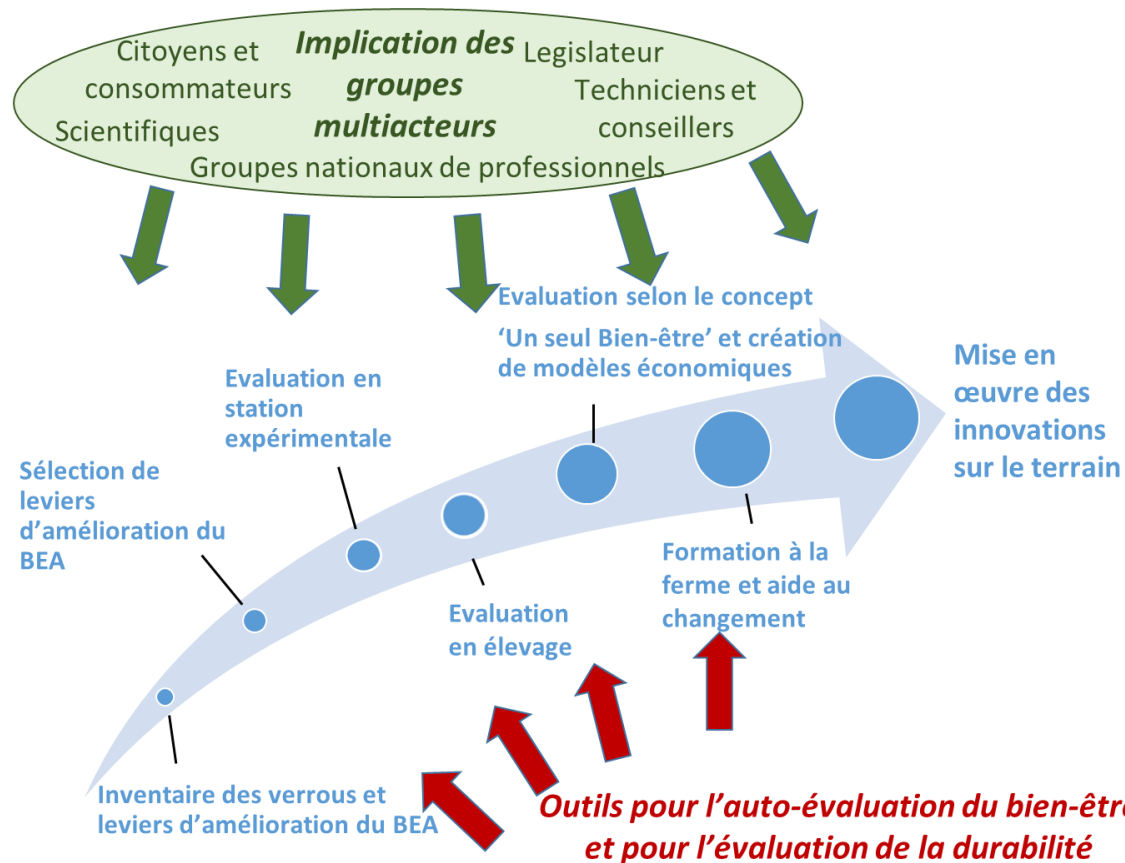 Citoyens et
consommateurs
Scientifiques
Implication des
groupes
multiacteurs
Legislateur
Techniciens et
conseillers
Groupes nationaux de professionnels
Evaluation selon le concept
‘Un seul Bien-être’ et création
de modèles économiques
Mise en
œuvre des
innovations
sur le terrain
Evaluation en
station
expérimentale
Sélection de
leviers
d’amélioration du
BEA
Formation à la
ferme et aide au
changement
Evaluation
en élevage
Inventaire des verrous et
leviers d’amélioration du BEA
Outils pour l’auto-évaluation du bien-êtr
et pour l’évaluation de la durabilité